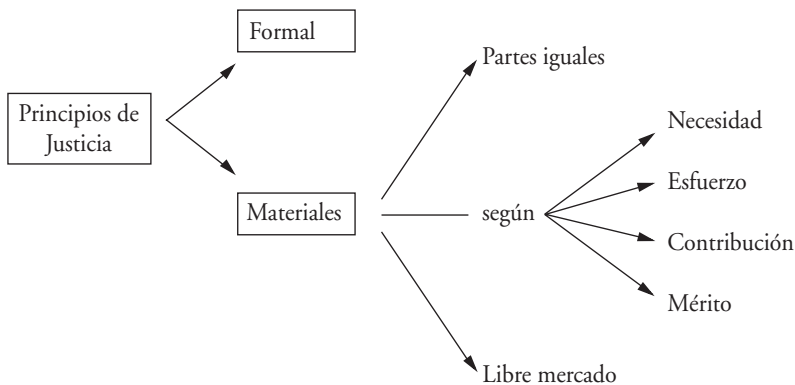 Formal
Principios de
Justicia
Materiales
Partes iguales
según
Libre mercado
Necesidad
Esfuerzo
Contribución
Mérito